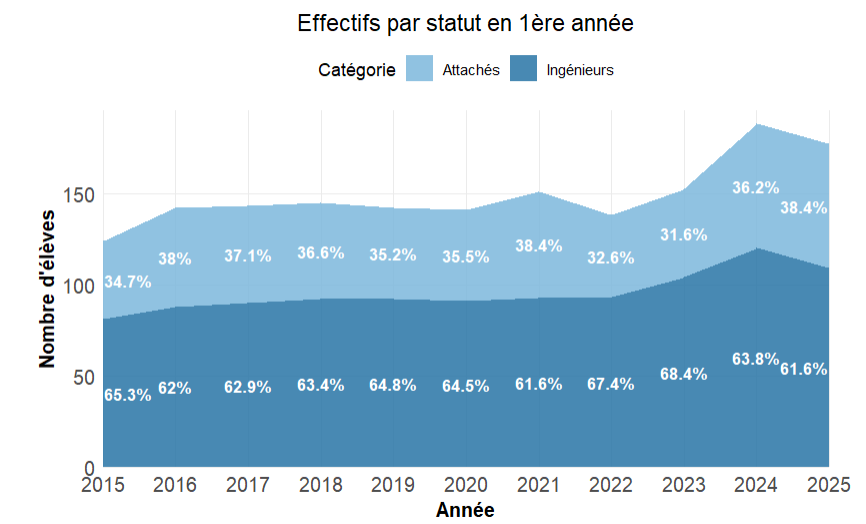 Effectifs par statut en 1ère année
Catégorie Attachés Ingénieurs
Nombre d'élèves
150
100
50
0
34.7% 38% 37.1% 36.6% 35.2% 35.5% 38.4% 32.6% 31.6% 36.2% 38.4%
65.3% 62% 62.9% 63.4% 64.8% 64.5% 61.6% 67.4% 68.4% 63.8% 61.6%
2015 2016 2017 2018 2019 2020 2021 2022 2023 2024 2025
Année